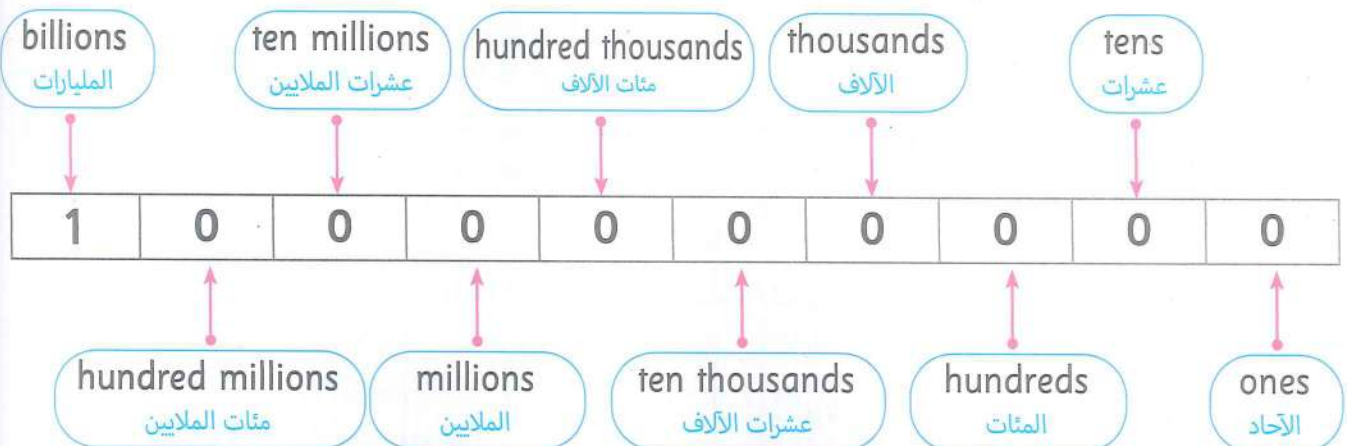 billions
المليارات
ten millions
عشرات الملايين
hundred thousands
مئات الآلاف
thousands
الآلاف
tens
عشرات
1 0 0 0 0 0 0 0 0 0
hundred millions
مئات الملايين
millions
الملايين
ten thousands
عشرات الآلاف
hundreds
المئات
ones
الآحاد